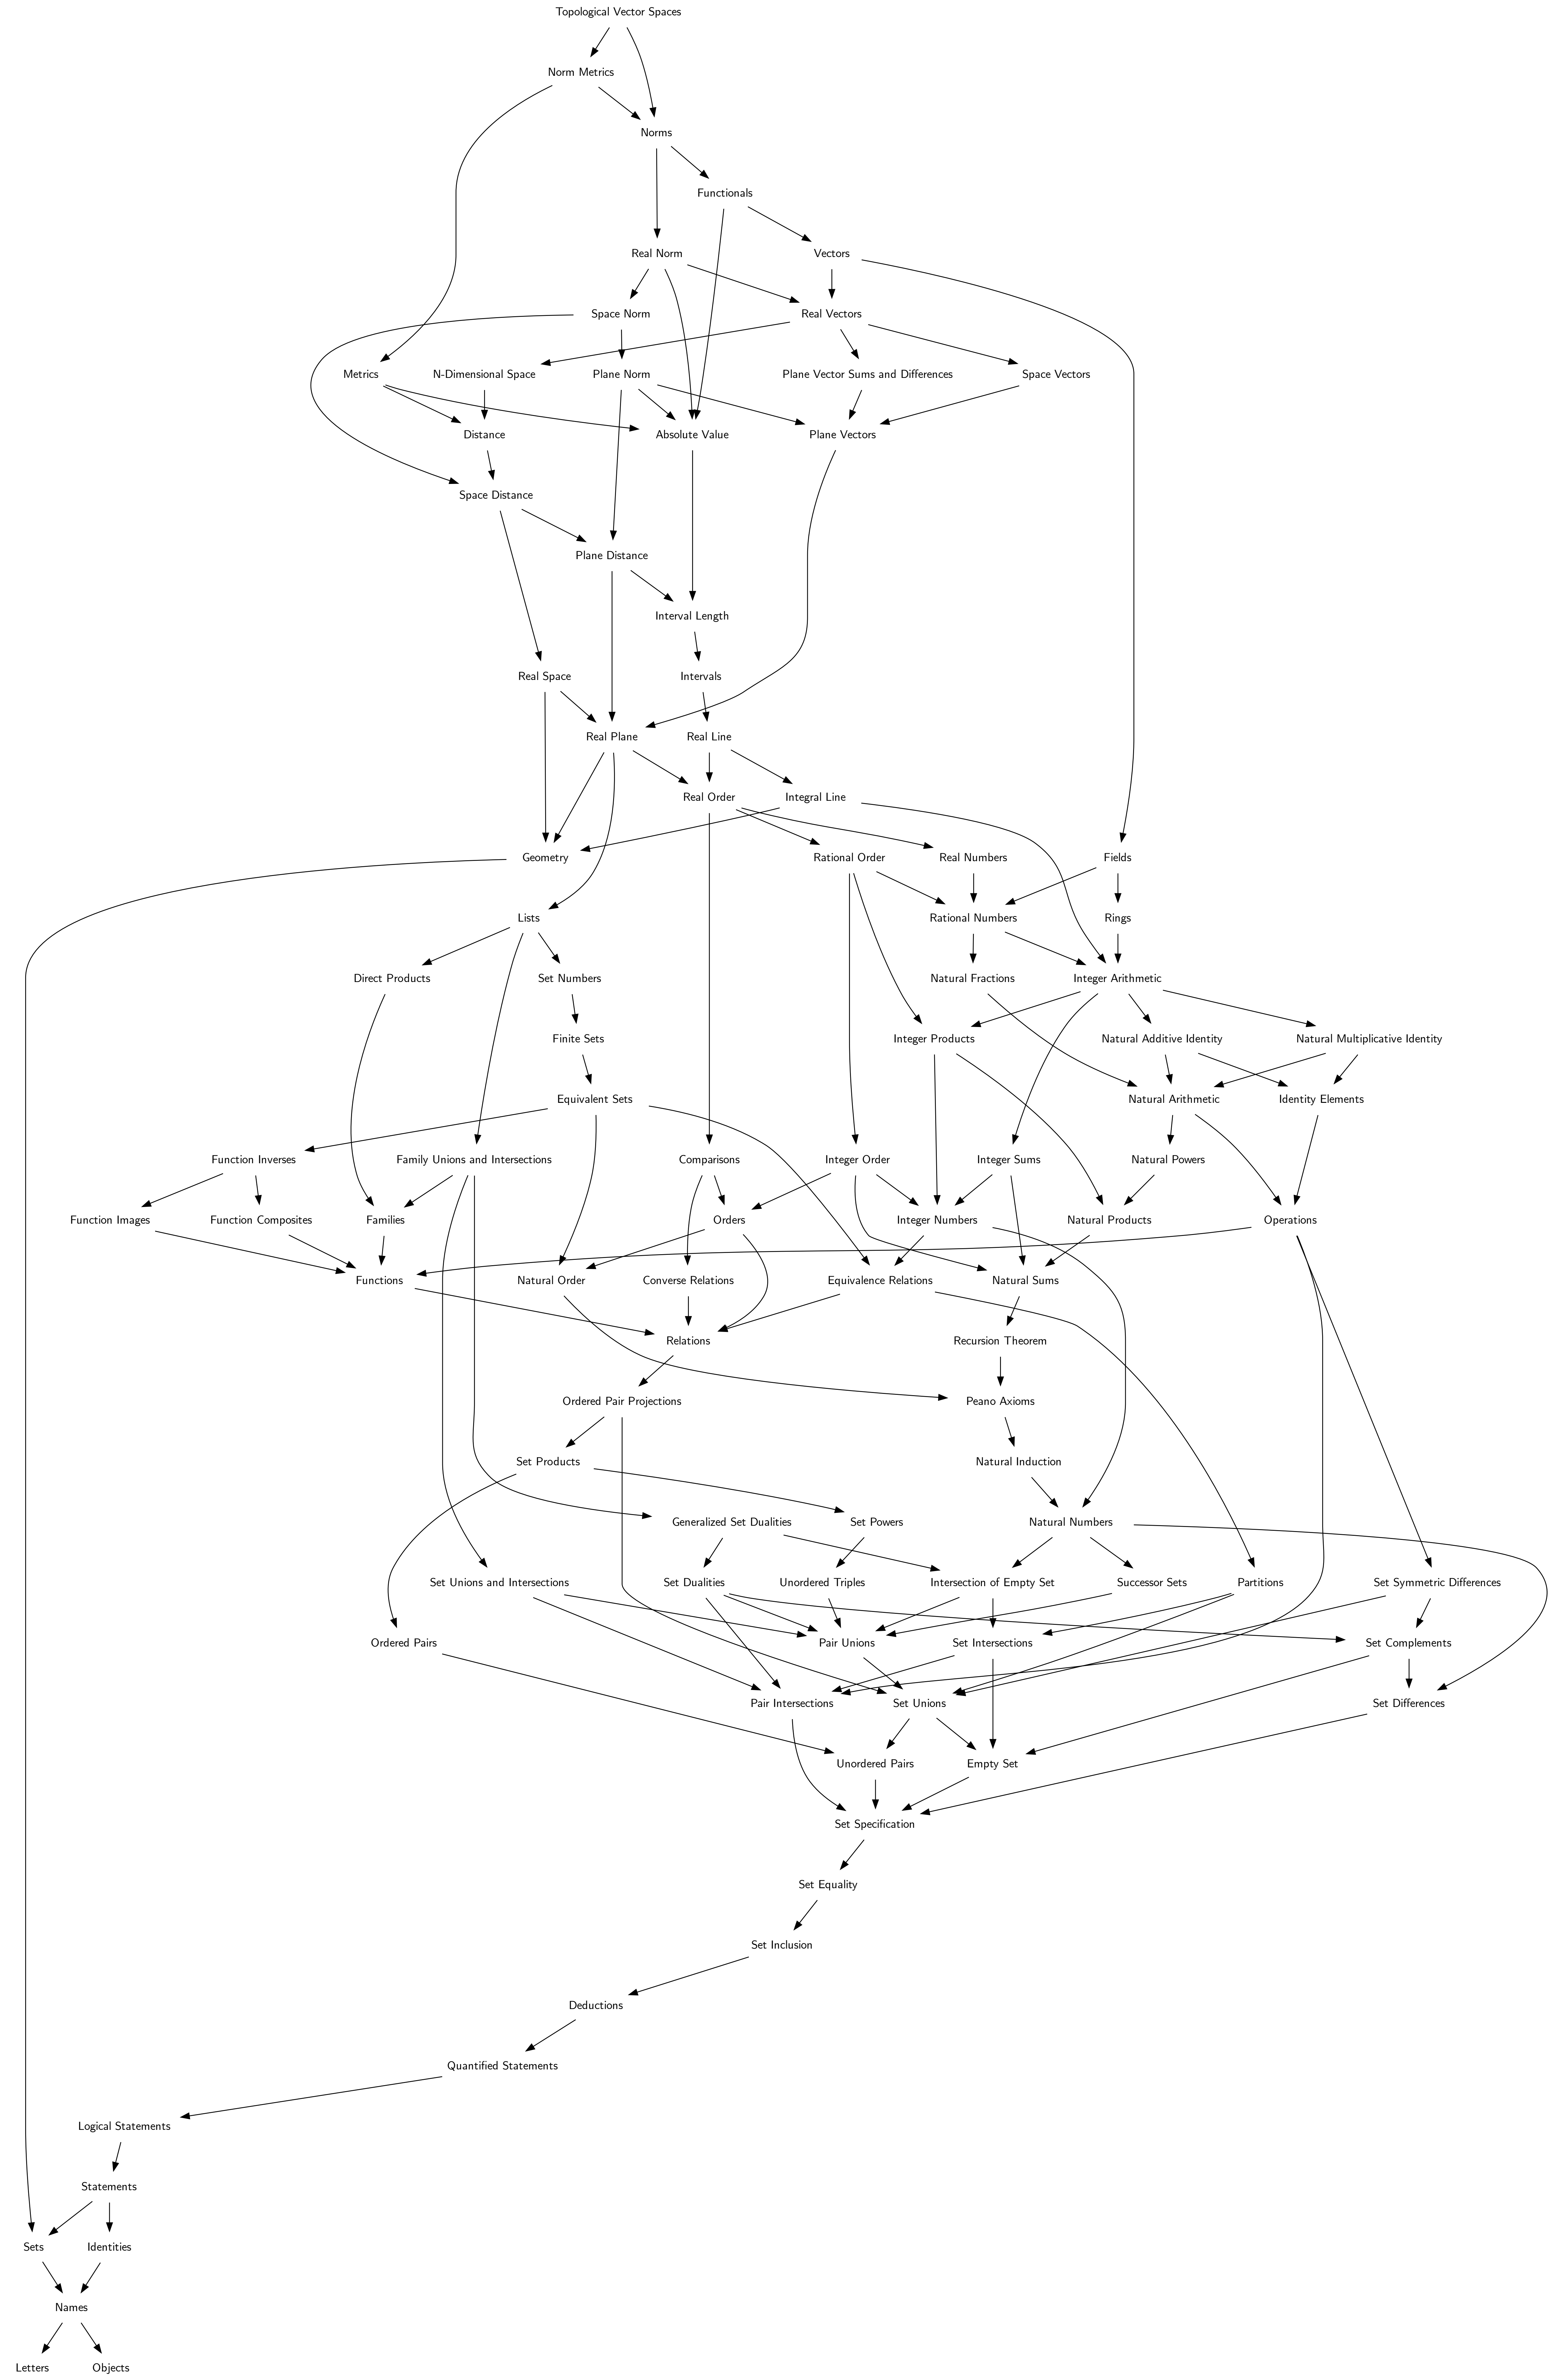 Topological Vector Spaces
Norm Metrics
Norms
Functionals
Real Norm
Vectors
Space Norm
Real Vectors
Metrics
N-Dimensional Space
Plane Norm
Plane Vector Sums and Differences
Space Vectors
Distance
Absolute Value
Plane Vectors
Space Distance
Plane Distance
Interval Length
Real Space
Intervals
Real Plane
Real Line
Real Order
Integral Line
Geometry
Rational Order
Real Numbers
Fields
Lists
Rational Numbers
Rings
Direct Products
Set Numbers
Natural Fractions
Integer Arithmetic
Finite Sets
Integer Products
Natural Additive Identity
Natural Multiplicative Identity
Equivalent Sets
Natural Arithmetic
Identity Elements
Function Inverses
Family Unions and Intersections
Comparisons
Integer Order
Integer Sums
Natural Powers
Function Images
Function Composites
Families
Orders
Integer Numbers
Natural Products
Operations
Functions
Natural Order
Converse Relations
Equivalence Relations
Natural Sums
Relations
Recursion Theorem
Ordered Pair Projections
Peano Axioms
Set Products
Natural Induction
Generalized Set Dualities
Set Powers
Natural Numbers
Set Unions and Intersections
Set Dualities
Unordered Triples
Intersection of Empty Set
Successor Sets
Partitions
Set Symmetric Differences
Ordered Pairs
Pair Unions
Set Intersections
Set Complements
Pair Intersections
Set Unions
Set Differences
Unordered Pairs
Empty Set
Set Specification
Set Equality
Set Inclusion
Deductions
Quantified Statements
Logical Statements
Statements
Sets
Identities
Names
Letters
Objects